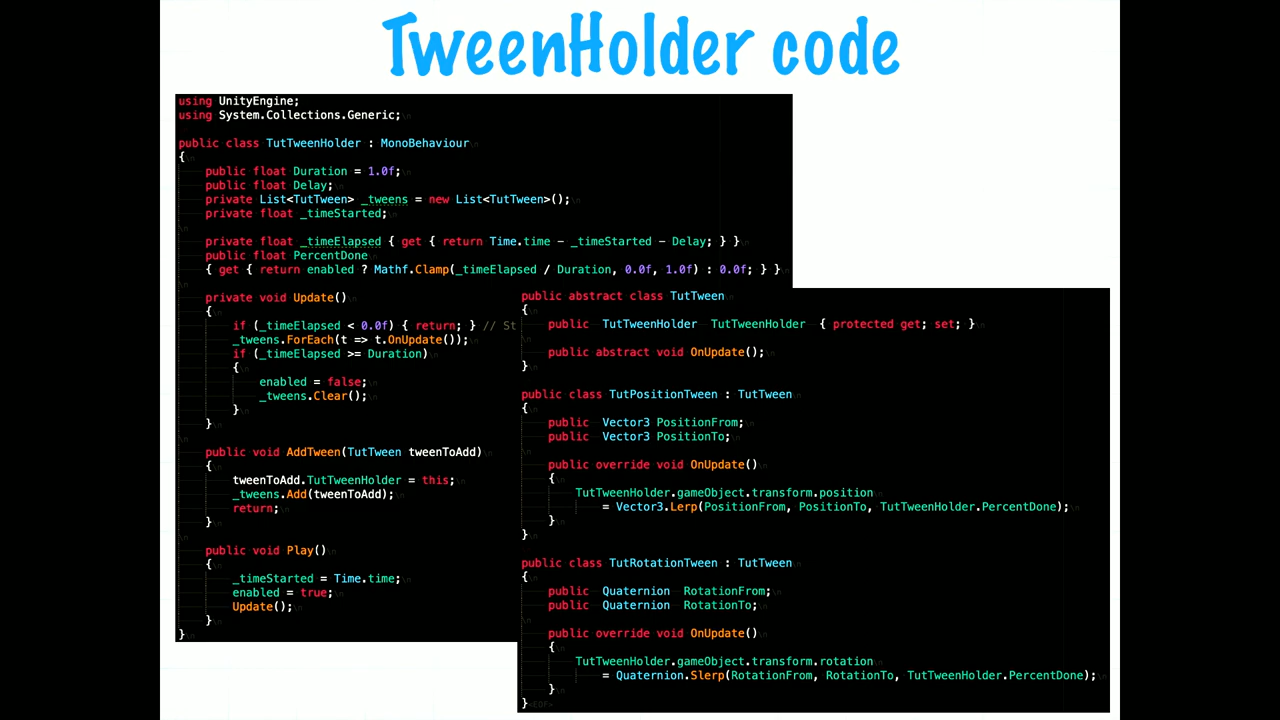 TweenHolder code
using UnityEngine;
using System.Collections.Generic;
public class TutTweenHolder : MonoBehaviour
{
public float Duration = 1.0f;
public float Delay;
private List<TutTween> _tweens = new List<TutTween>();
private float _timeStarted;
private float _timeElapsed { get { return Time.time - _timeStarted - Delay; } }
public float PercentDone
{ get { return enabled ? Mathf.Clamp(_timeElapsed / Duration, 0.0f, 1.0f) : 0.0f; } }
private void Update()
{
if (_timeElapsed < 0.0f) { return; } // St
_tweens.ForEach(t => t.OnUpdate());
if (_timeElapsed >= Duration)
{
enabled = false;
_tweens.Clear();
}
}
public void AddTween(TutTween tweenToAdd)
{
tweenToAdd.TutTweenHolder = this;
_tweens.Add(tweenToAdd);
return;
}
public void Play()
{
_timeStarted = Time.time;
enabled = true;
Update();
}
}
public abstract class TutTween
{
public TutTweenHolder TutTweenHolder { protected get; set; }
public abstract void OnUpdate();
}
public class TutPositionTween : TutTween
{
public Vector3 PositionFrom;
public Vector3 PositionTo;
public override void OnUpdate()
{
TutTweenHolder.gameObject.transform.position
= Vector3.Lerp(PositionFrom, PositionTo, TutTweenHolder.PercentDone);
}
}
public class TutRotationTween : TutTween
{
public Quaternion RotationFrom;
public Quaternion RotationTo;
public override void OnUpdate()
{
TutTweenHolder.gameObject.transform.rotation
= Quaternion.Slerp(RotationFrom, RotationTo, TutTweenHolder.PercentDone);
}
}<EOF>